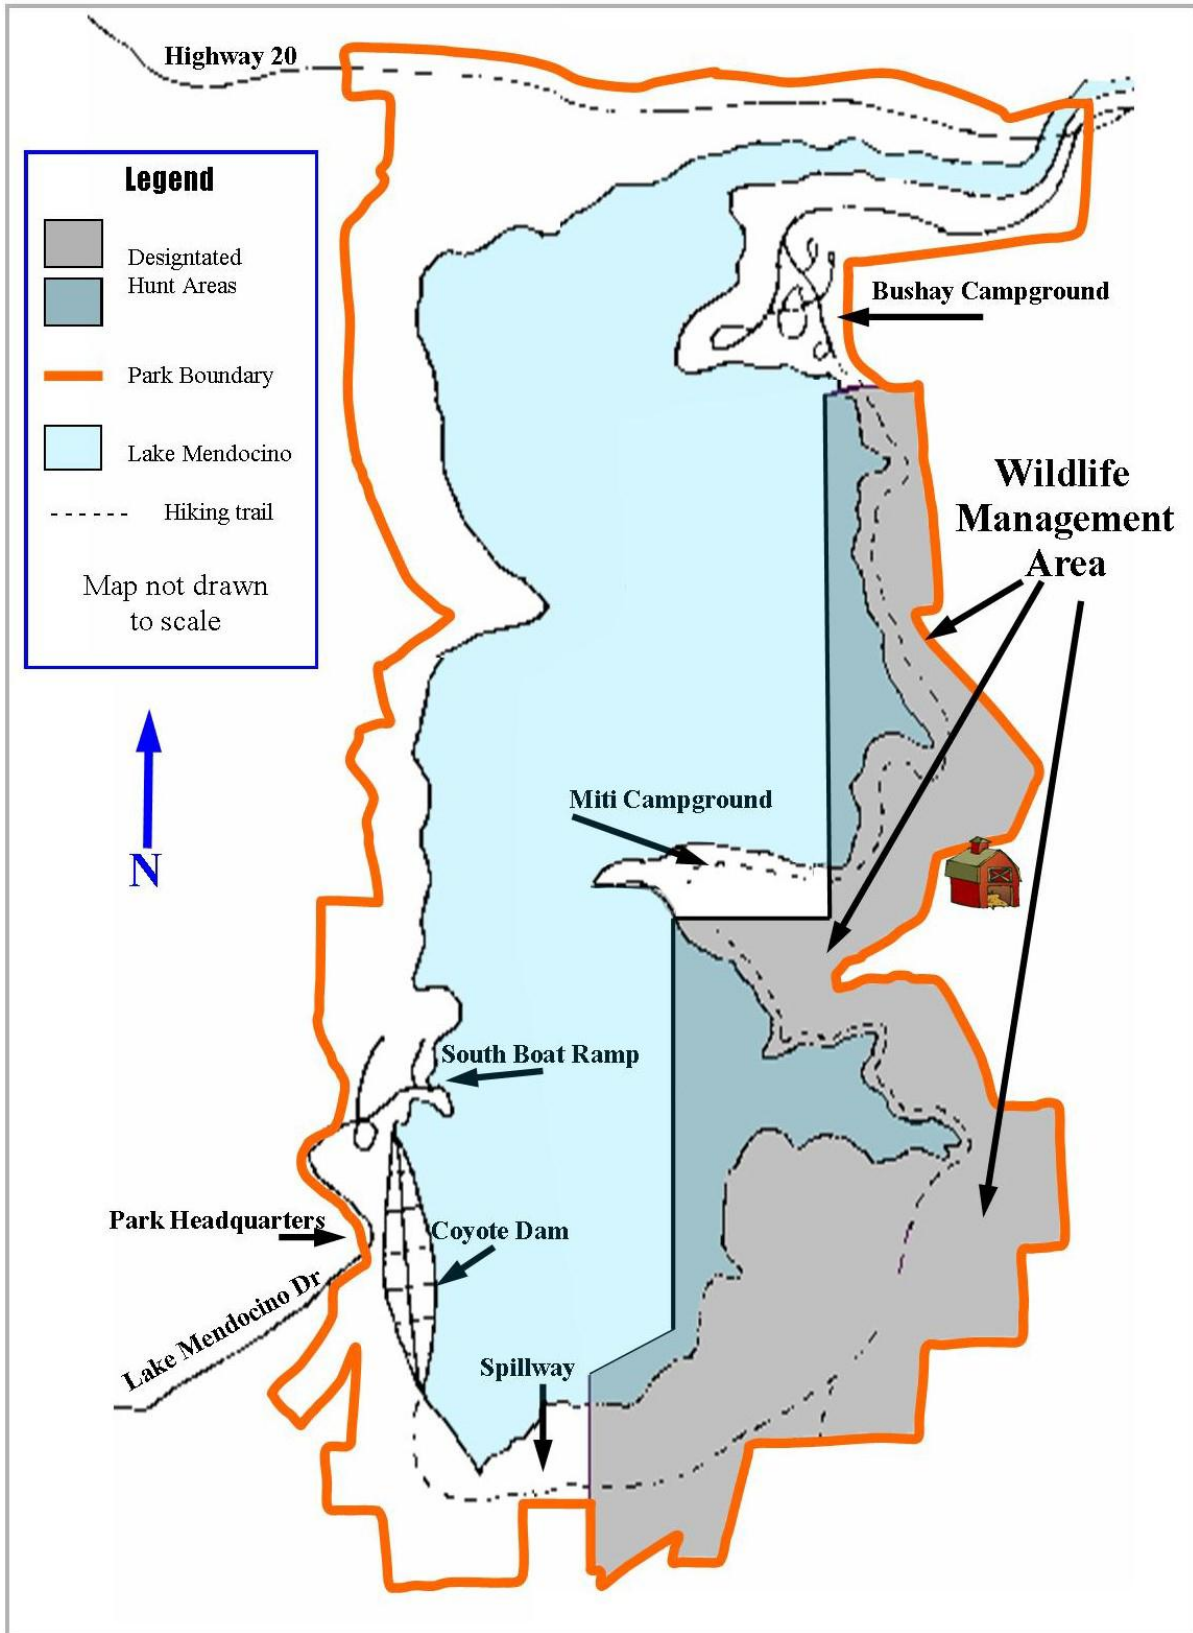 Highway 20
Legend
Designtated
Hunt Areas
Park Boundary
Lake Mendocino
Hiking trail
Map not drawn
to scale
N
Bushay Campground
Wildlife
Management
Area
Miti Campground
South Boat Ramp
Park Headquarters
Coyote Dam
Lake Mendocino Dr
Spillway